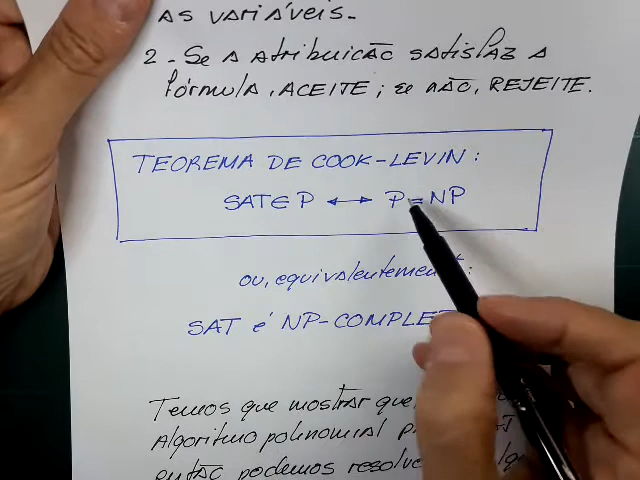 AS VARIÁVEIS.
2 - Se A Atribuição satisfaz A
fórmula, ACEITE; se não, REJEITE.
TEOREMA DE COOK-LEVIN:
SAT ∈ P ↔ P = NP
ou, equivalentemente:
SAT é NP-COMPLE
Temos que mostrar que,
Algoritmo polinomial
então podemos resolve